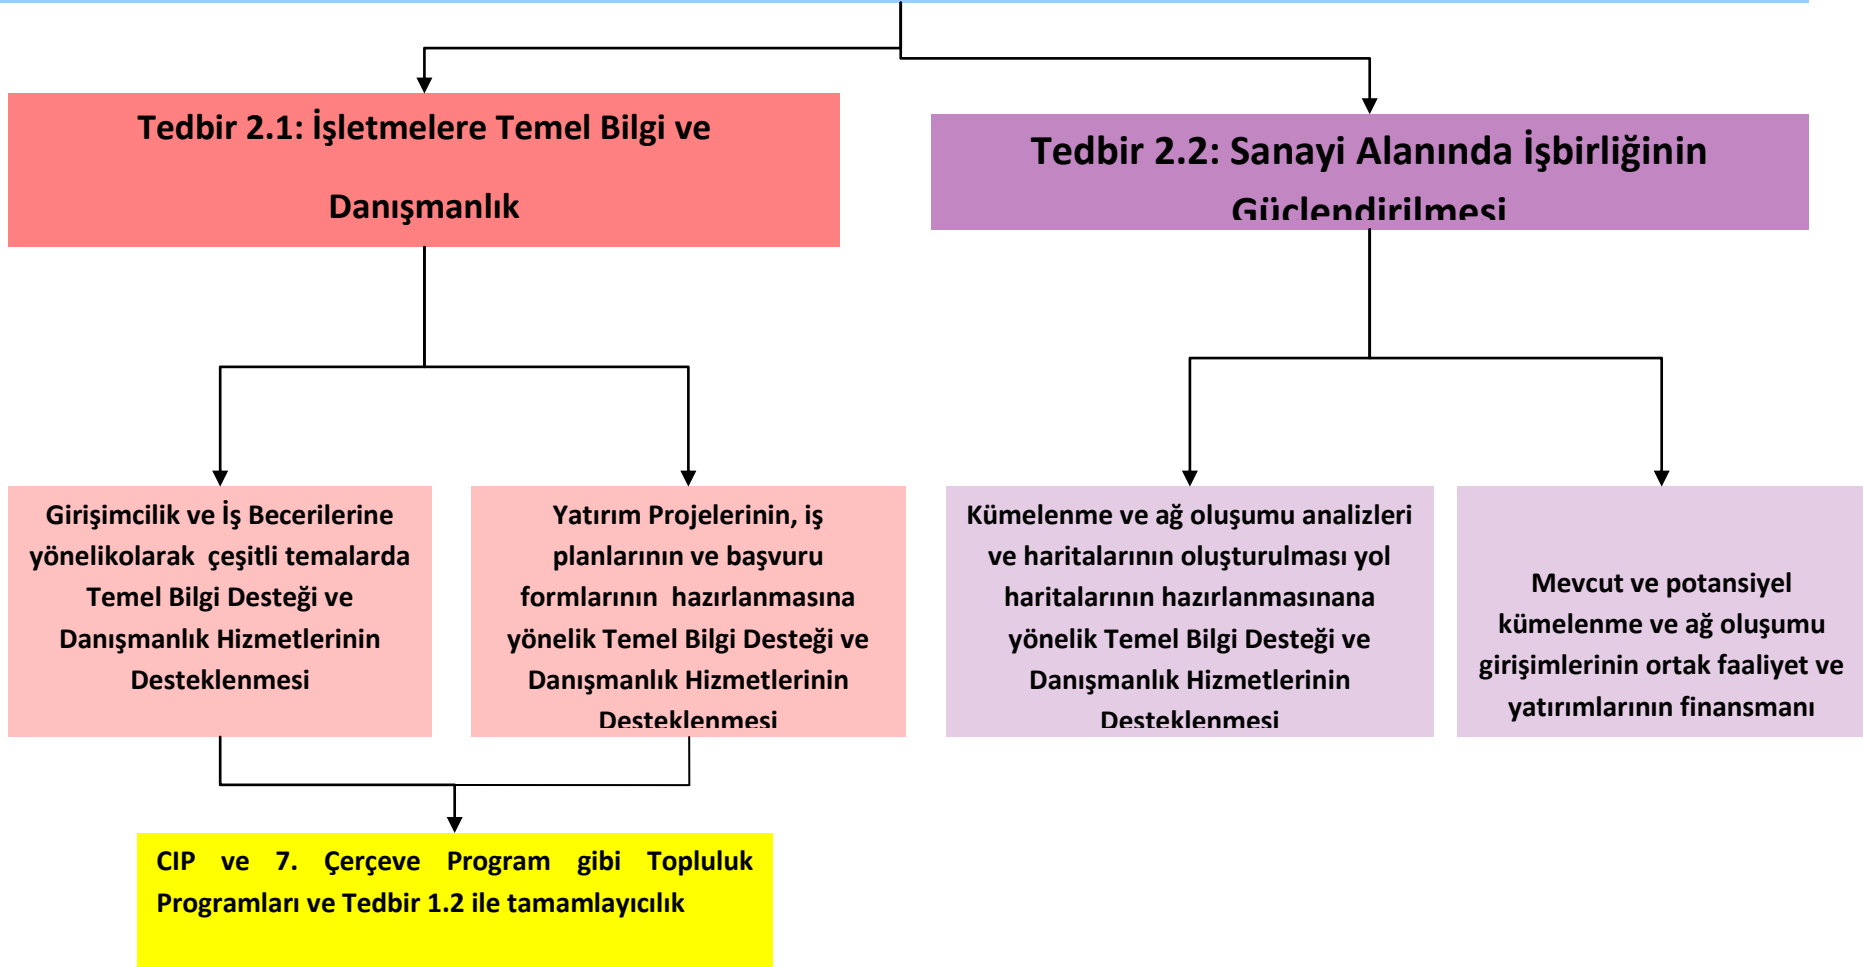 Tedbir 2.1: İşletmelere Temel Bilgi ve
Danışmanlık
Tedbir 2.2: Sanayi Alanında İşbirliğinin
Güçlendirilmesi
Girişimcilik ve İş Becerilerine
yönelikolarak çeşitli temalarda
Temel Bilgi Desteği ve
Danışmanlık Hizmetlerinin
Desteklenmesi
Yatırım Projelerinin, iş
planlarının ve başvuru
formlarının hazırlanmasına
yönelik Temel Bilgi Desteği ve
Danışmanlık Hizmetlerinin
Desteklenmesi
Kümelenme ve ağ oluşumu analizleri
ve haritalarının oluşturulması yol
haritalarının hazırlanmasınana
yönelik Temel Bilgi Desteği ve
Danışmanlık Hizmetlerinin
Desteklenmesi
Mevcut ve potansiyel
kümelenme ve ağ oluşumu
girişimlerinin ortak faaliyet ve
yatırımlarının finansmanı
CIP ve 7. Çerçeve Program gibi Topluluk
Programları ve Tedbir 1.2 ile tamamlayıcılık